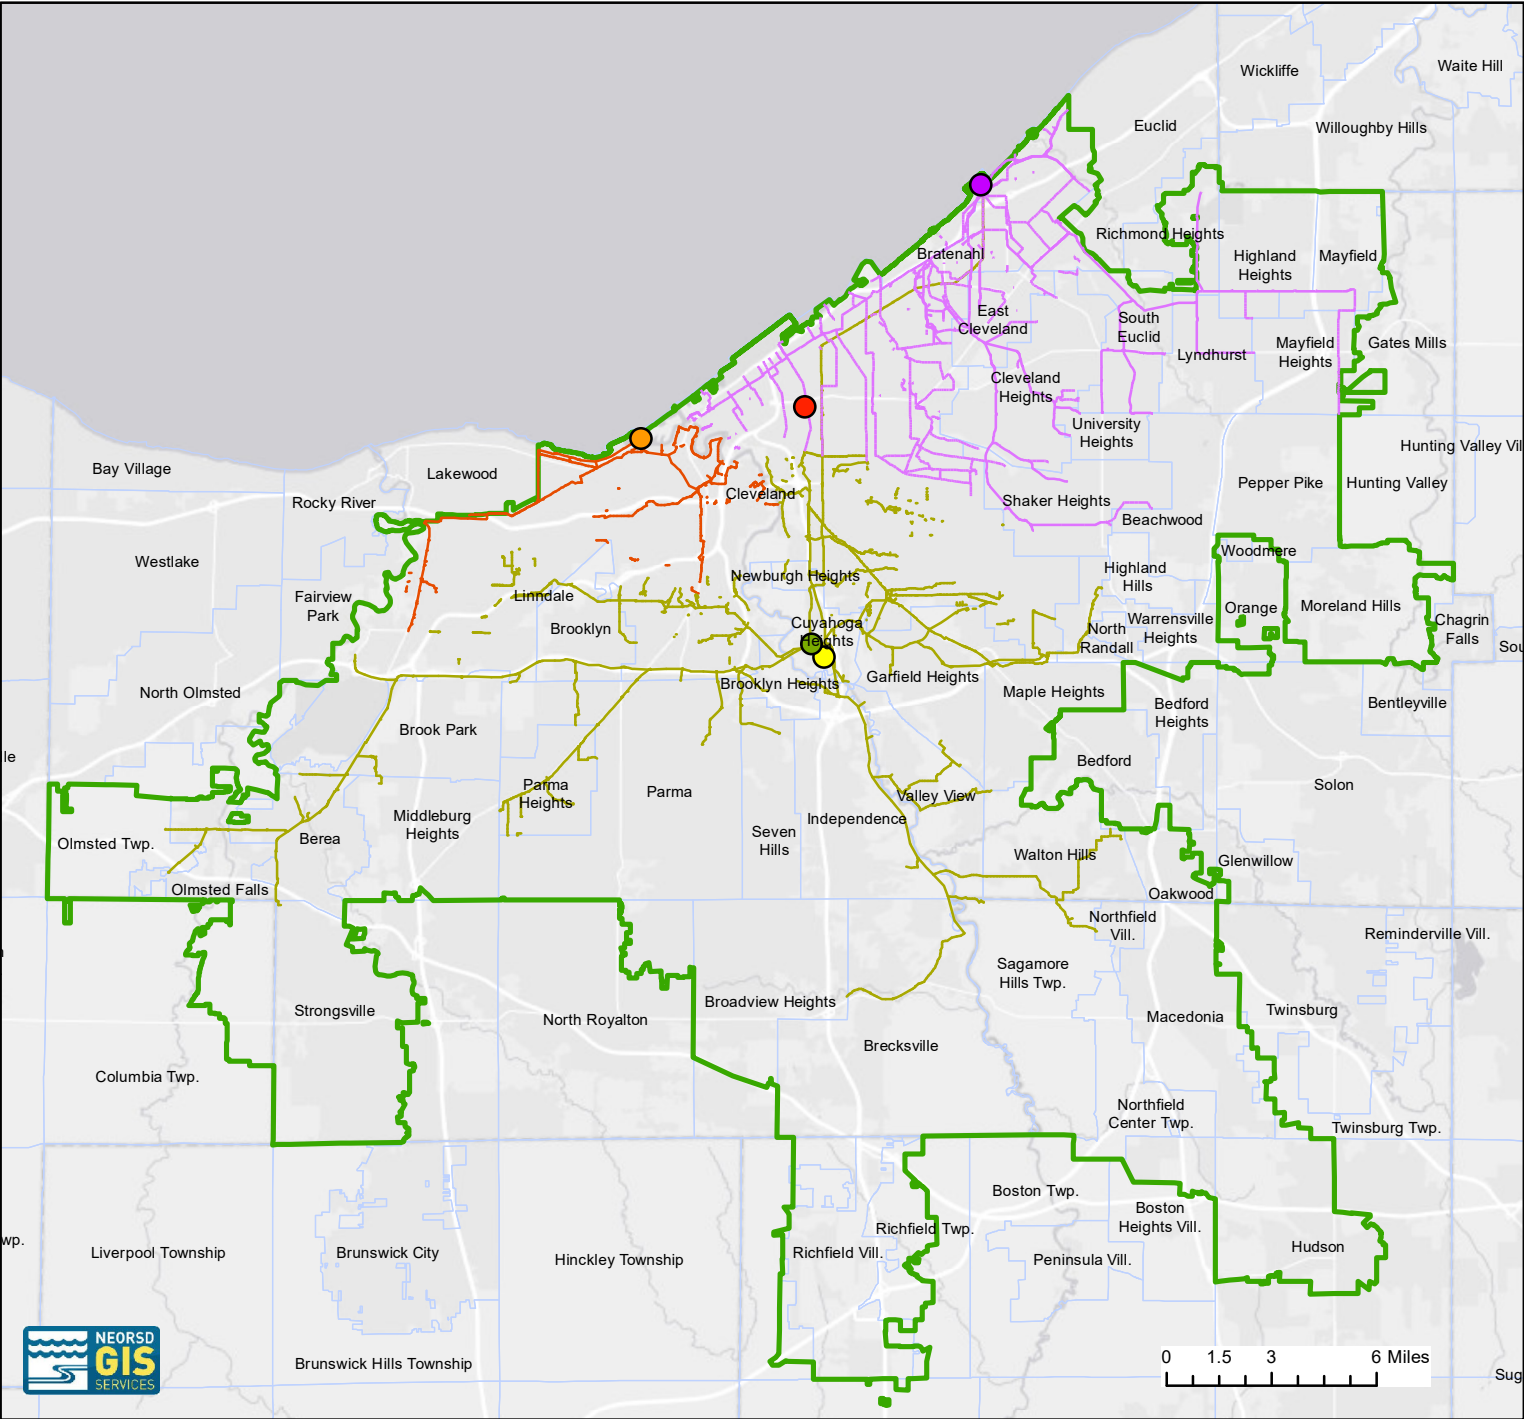 Wickliffe
Waite Hill
Euclid
Willoughby Hills
Richmond Heights
Bratenahl
Highland
Heights
Mayfield
East
Cleveland
South
Euclid
Lyndhurst
Mayfield
Heights
Gates Mills
Cleveland
Heights
University
Heights
Hunting Valley Vil
Bay Village
Lakewood
Rocky River
Cleveland
Shaker Heights
Pepper Pike
Hunting Valley
Beachwood
Westlake
Woodmere
Newburgh Heights
Highland
Hills
Fairview
Park
Linndale
Brooklyn
Cuyahoga
Heights
Orange
Moreland Hills
Warrensville
Heights
North
Randall
Chagrin
Falls
Sou
North Olmsted
Brooklyn Heights
Garfield Heights
Maple Heights
Bedford
Heights
Bentleyville
Brook Park
le
Bedford
Solon
Parma
Heights
Parma
Valley View
Middleburg
Heights
Independence
Olmsted Twp.
Berea
Seven
Hills
Walton Hills
Glenwillow
Olmsted Falls
Oakwood
Northfield
Vill.
Reminderville Vill.
Sagamore
Hills Twp.
Strongsville
North Royalton
Broadview Heights
Macedonia
Twinsburg
Brecksville
Columbia Twp.
Northfield
Center Twp.
Twinsburg Twp.
Boston Twp.
Boston
Heights Vill.
Richfield Twp.
wp.
Liverpool Township
Brunswick City
Hinckley Township
Richfield Vill.
Peninsula Vill.
Hudson
NEORSD
GIS
SERVICES
Brunswick Hills Township
0 1.5 3 6 Miles
Sug